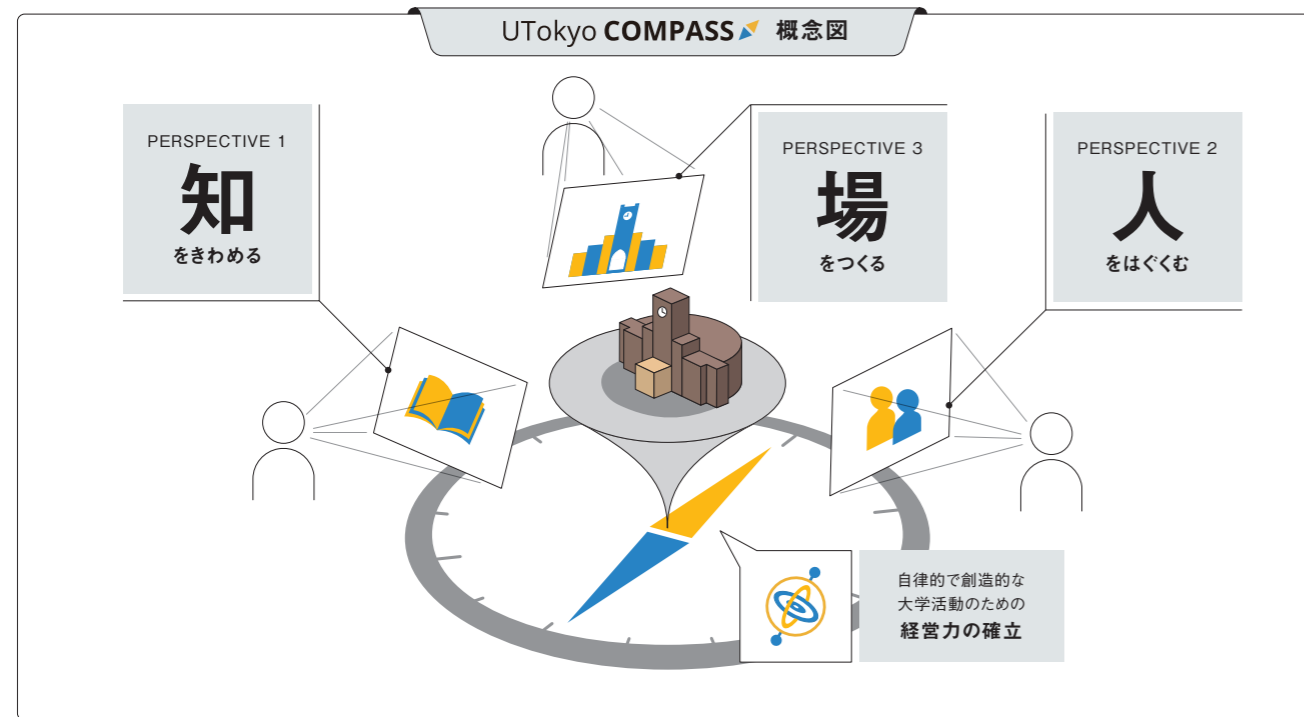 UTokyo COMPASS 概念図
PERSPECTIVE 1
知
をきわめる
PERSPECTIVE 3
場
をつくる
PERSPECTIVE 2
人
をはぐくむ
自律的で創造的な
大学活動のための
経営力の確立